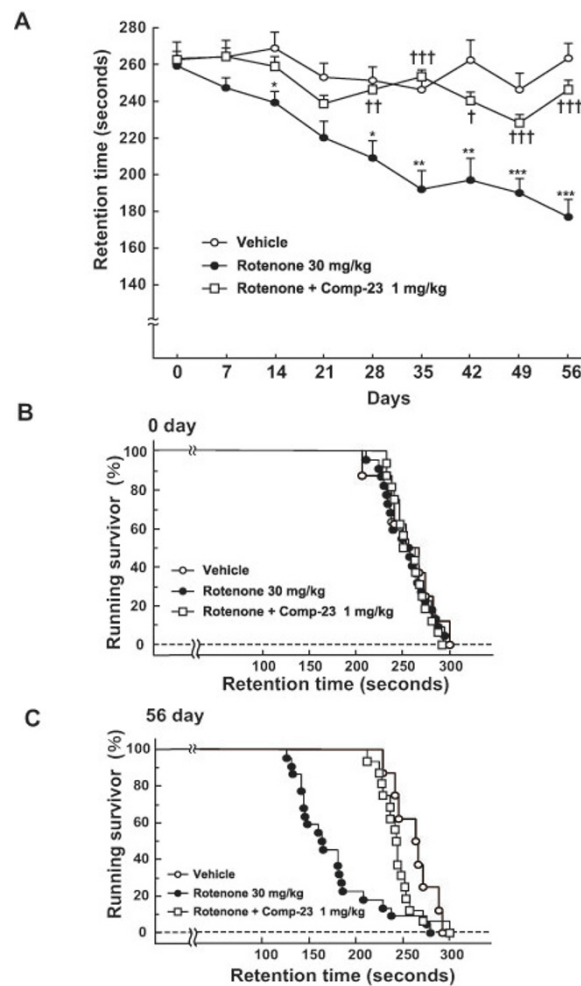 A
Retention time (seconds)
280
260
240
220
200
180
160
140
*
††
*
†††
**
†
**
†††
***
†††
***
Vehicle
Rotenone 30 mg/kg
Rotenone + Comp-23 1 mg/kg
0 7 14 21 28 35 42 49 56
Days
B
0 day
Running survivor (%)
100
80
60
40
20
0
Vehicle
Rotenone 30 mg/kg
Rotenone + Comp-23 1 mg/kg
100 150 200 250 300
Retention time (seconds)
C
56 day
Running survivor (%)
100
80
60
40
20
0
Vehicle
Rotenone 30 mg/kg
Rotenone + Comp-23 1 mg/kg
100 150 200 250 300
Retention time (seconds)